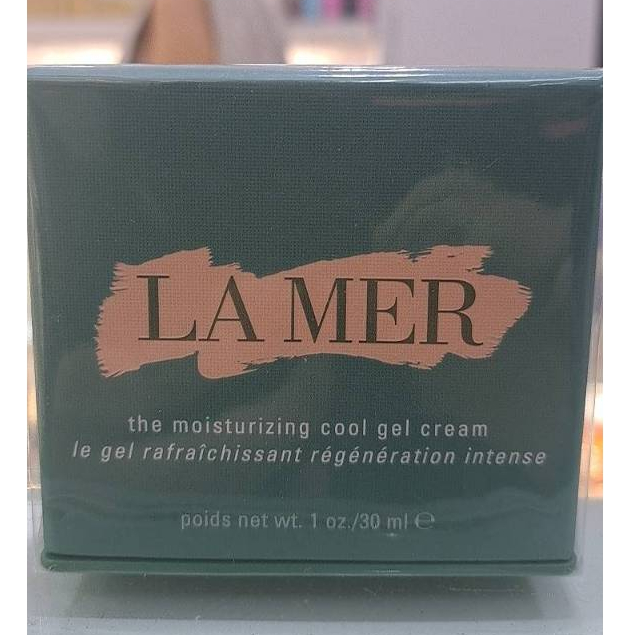 LA MER
the moisturizing cool gel cream
le gel rafraîchissant régénération intense
poids net wt. 1 oz./30 ml ℮